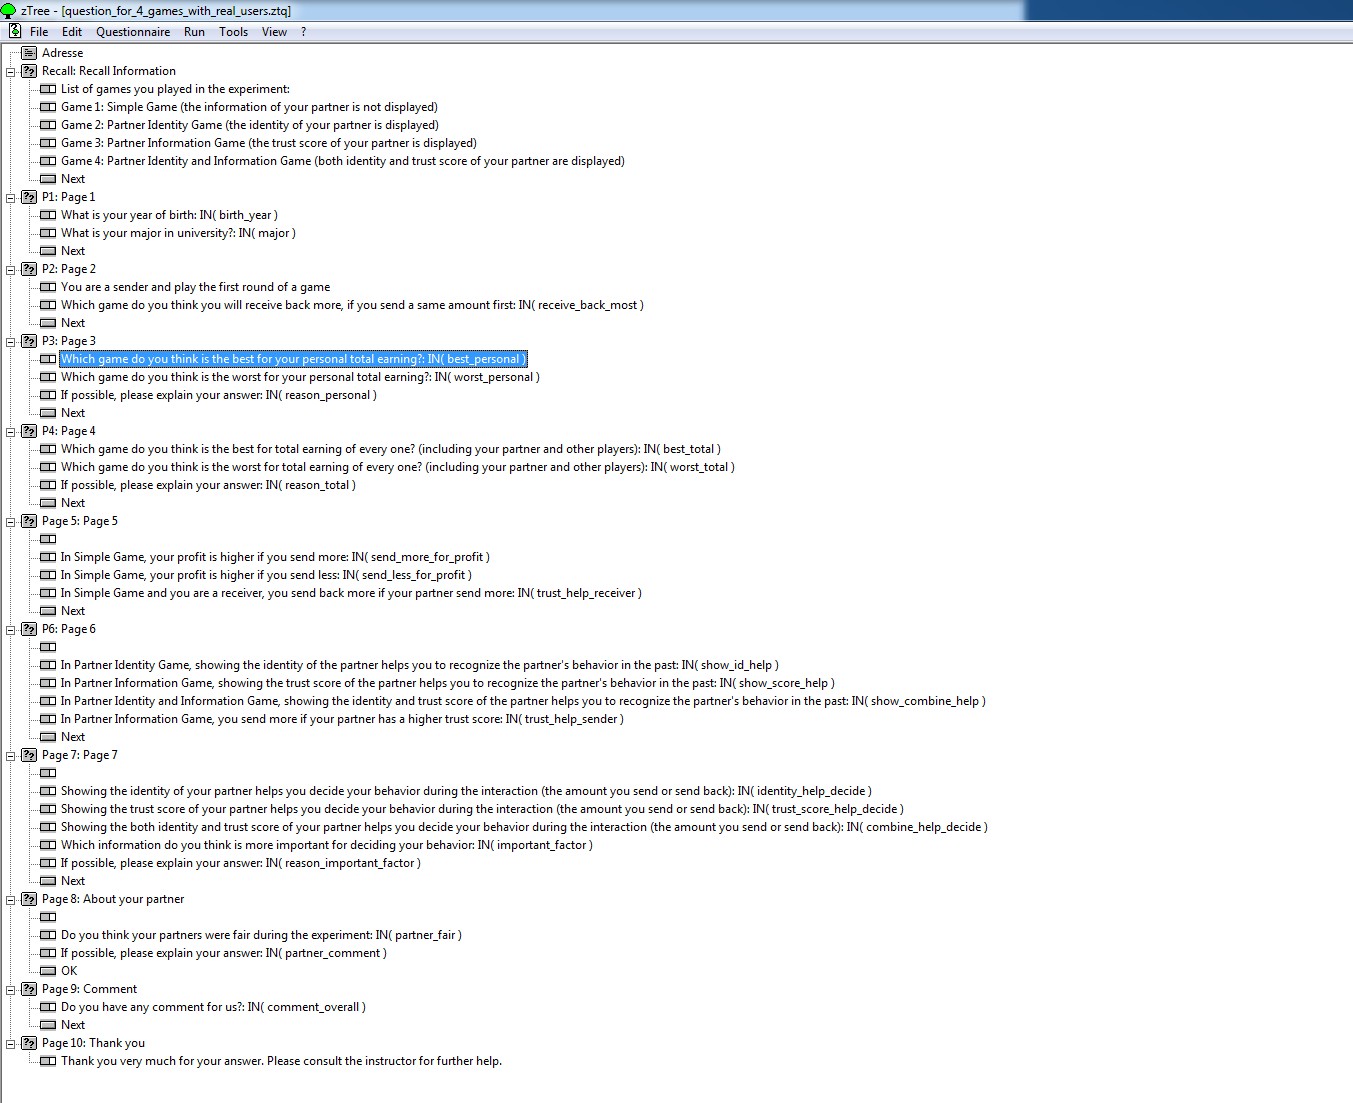 zTree - [question_for_4_games_with_real_users.ztq]
File Edit Questionnaire Run Tools View ?
Adresse
Recall: Recall Information
List of games you played in the experiment:
Game 1: Simple Game (the information of your partner is not displayed)
Game 2: Partner Identity Game (the identity of your partner is displayed)
Game 3: Partner Information Game (the trust score of your partner is displayed)
Game 4: Partner Identity and Information Game (both identity and trust score of your partner are displayed)
Next
P1: Page 1
What is your year of birth: IN( birth_year )
What is your major in university?: IN( major )
Next
P2: Page 2
You are a sender and play the first round of a game
Which game do you think you will receive back more, if you send a same amount first: IN( receive_back_most )
Next
P3: Page 3
Which game do you think is the best for your personal total earning?: IN( best_personal )
Which game do you think is the worst for your personal total earning?: IN( worst_personal )
If possible, please explain your answer: IN( reason_personal )
Next
P4: Page 4
Which game do you think is the best for total earning of every one? (including your partner and other players): IN( best_total )
Which game do you think is the worst for total earning of every one? (including your partner and other players): IN( worst_total )
If possible, please explain your answer: IN( reason_total )
Next
Page 5: Page 5
In Simple Game, your profit is higher if you send more: IN( send_more_for_profit )
In Simple Game, your profit is higher if you send less: IN( send_less_for_profit )
In Simple Game and you are a receiver, you send back more if your partner send more: IN( trust_help_receiver )
Next
P6: Page 6
In Partner Identity Game, showing the identity of the partner helps you to recognize the partner's behavior in the past: IN( show_id_help )
In Partner Information Game, showing the trust score of the partner helps you to recognize the partner's behavior in the past: IN( show_score_help )
In Partner Identity and Information Game, showing the identity and trust score of the partner helps you to recognize the partner's behavior in the past: IN( show_combine_help )
In Partner Information Game, you send more if your partner has a higher trust score: IN( trust_help_sender )
Next
Page 7: Page 7
Showing the identity of your partner helps you decide your behavior during the interaction (the amount you send or send back): IN( identity_help_decide )
Showing the trust score of your partner helps you decide your behavior during the interaction (the amount you send or send back): IN( trust_score_help_decide )
Showing the both identity and trust score of your partner helps you decide your behavior during the interaction (the amount you send or send back): IN( combine_help_decide )
Which information do you think is more important for deciding your behavior: IN( important_factor )
If possible, please explain your answer: IN( reason_important_factor )
Next
Page 8: About your partner
Do you think your partners were fair during the experiment: IN( partner_fair )
If possible, please explain your answer: IN( partner_comment )
OK
Page 9: Comment
Do you have any comment for us?: IN( comment_overall )
Next
Page 10: Thank you
Thank you very much for your answer. Please consult the instructor for further help.